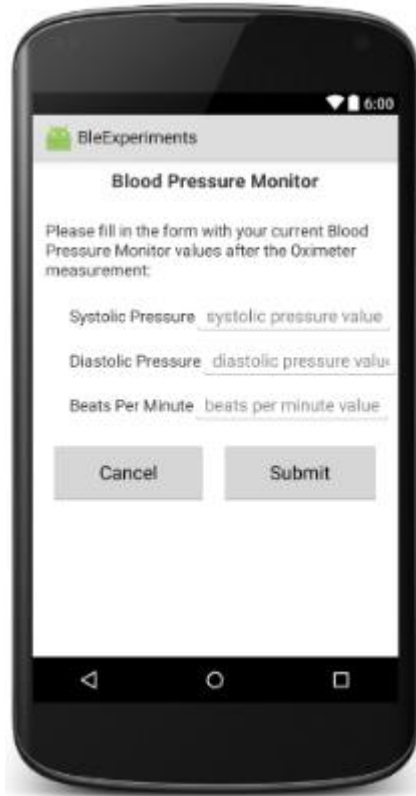 6:00
BleExperiments
Blood Pressure Monitor
Please fill in the form with your current Blood
Pressure Monitor values after the Oximeter
measurement:
Systolic Pressure systolic pressure value
Diastolic Pressure diastolic pressure value
Beats Per Minute beats per minute value
Cancel Submit